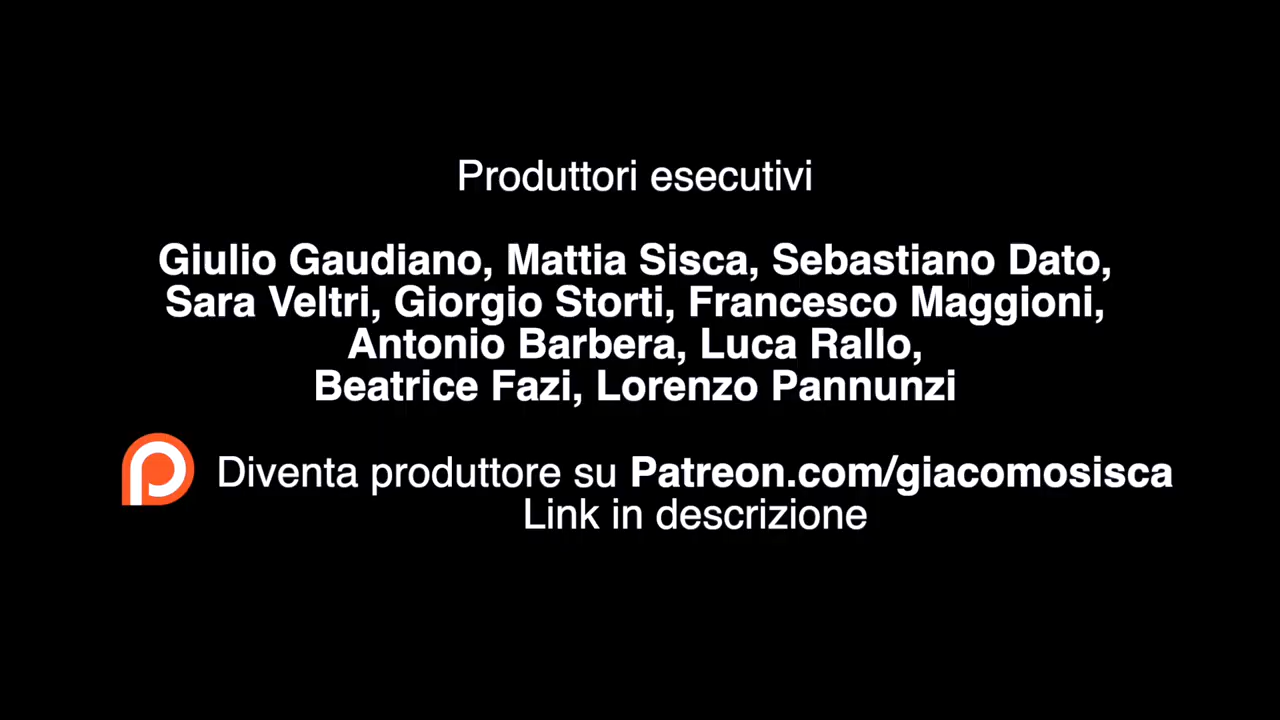 Produttori esecutivi
Giulio Gaudiano, Mattia Sisca, Sebastiano Dato,
Sara Veltri, Giorgio Storti, Francesco Maggioni,
Antonio Barbera, Luca Rallo,
Beatrice Fazi, Lorenzo Pannunzi
Diventa produttore su Patreon.com/giacomosisca
Link in descrizione